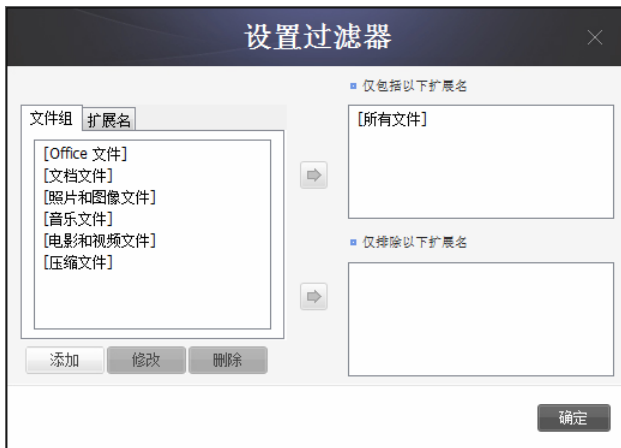 设置过滤器
仅包括以下扩展名
文件组 扩展名
[所有文件]
[Office 文件]
[文档文件]
[照片和图像文件]
[音乐文件]
[电影和视频文件]
[压缩文件]
仅排除以下扩展名
添加 修改 删除
确定